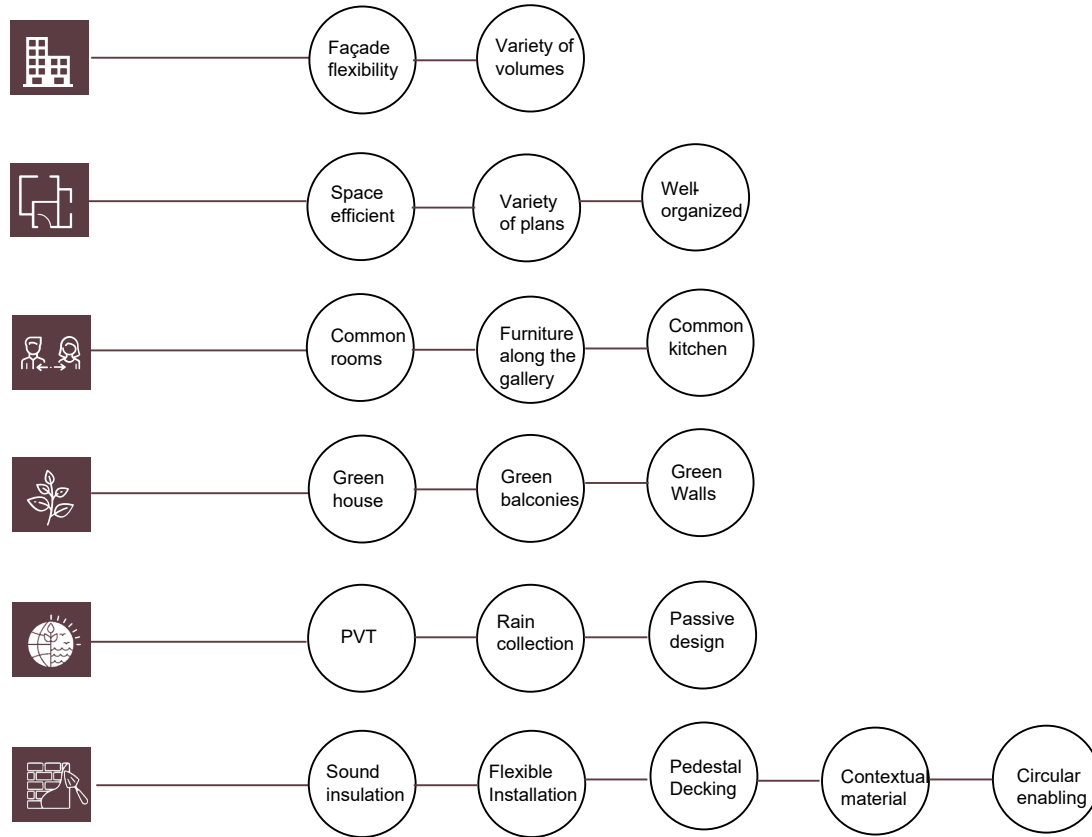 Façade
flexibility
Variety of
volumes
Space
efficient
Variety
of plans
Well-
organized
Common
rooms
Furniture
along the
gallery
Common
kitchen
Green
house
Green
balconies
Green
Walls
PVT
Rain
collection
Passive
design
Sound
insulation
Flexible
Installation
Pedestal
Decking
Contextual
material
Circular
enabling